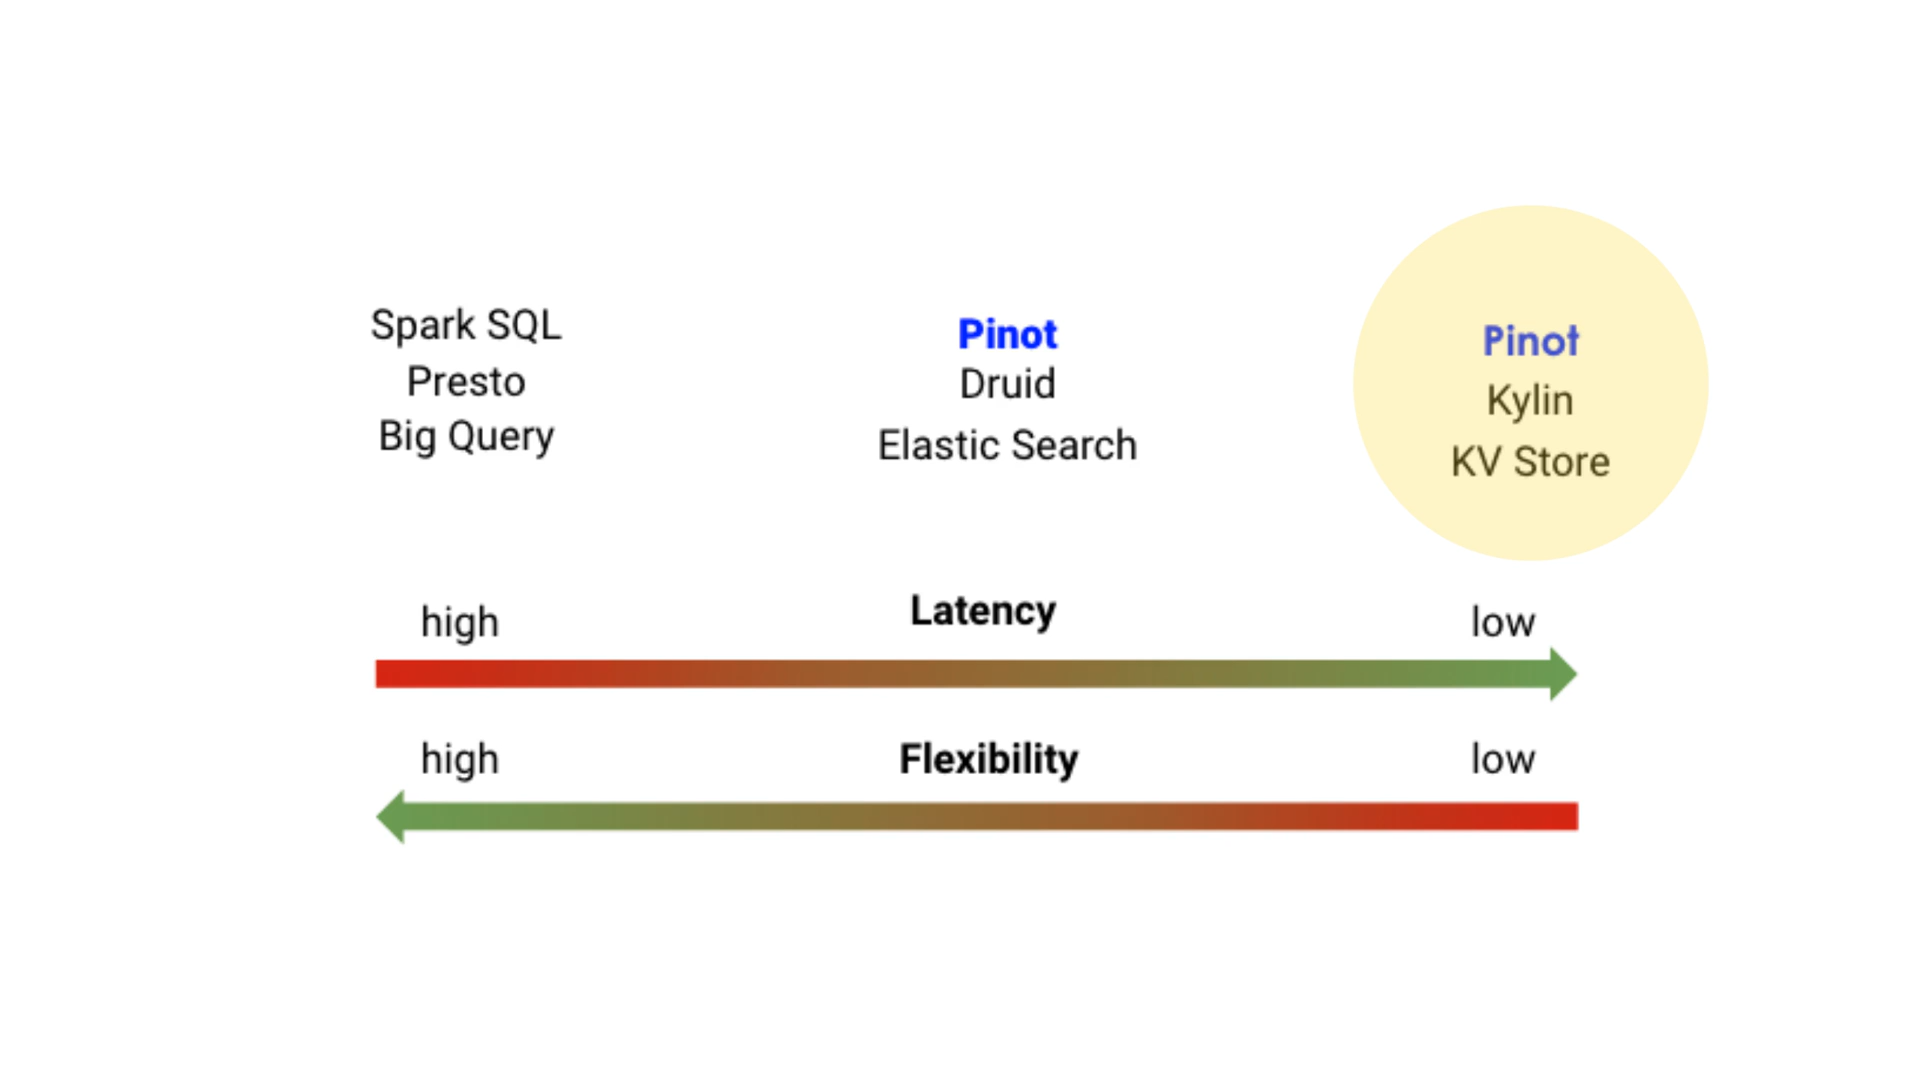 Spark SQL
Presto
Big Query
Pinot
Druid
Elastic Search
Pinot
Kylin
KV Store
high
Latency
low
high
Flexibility
low